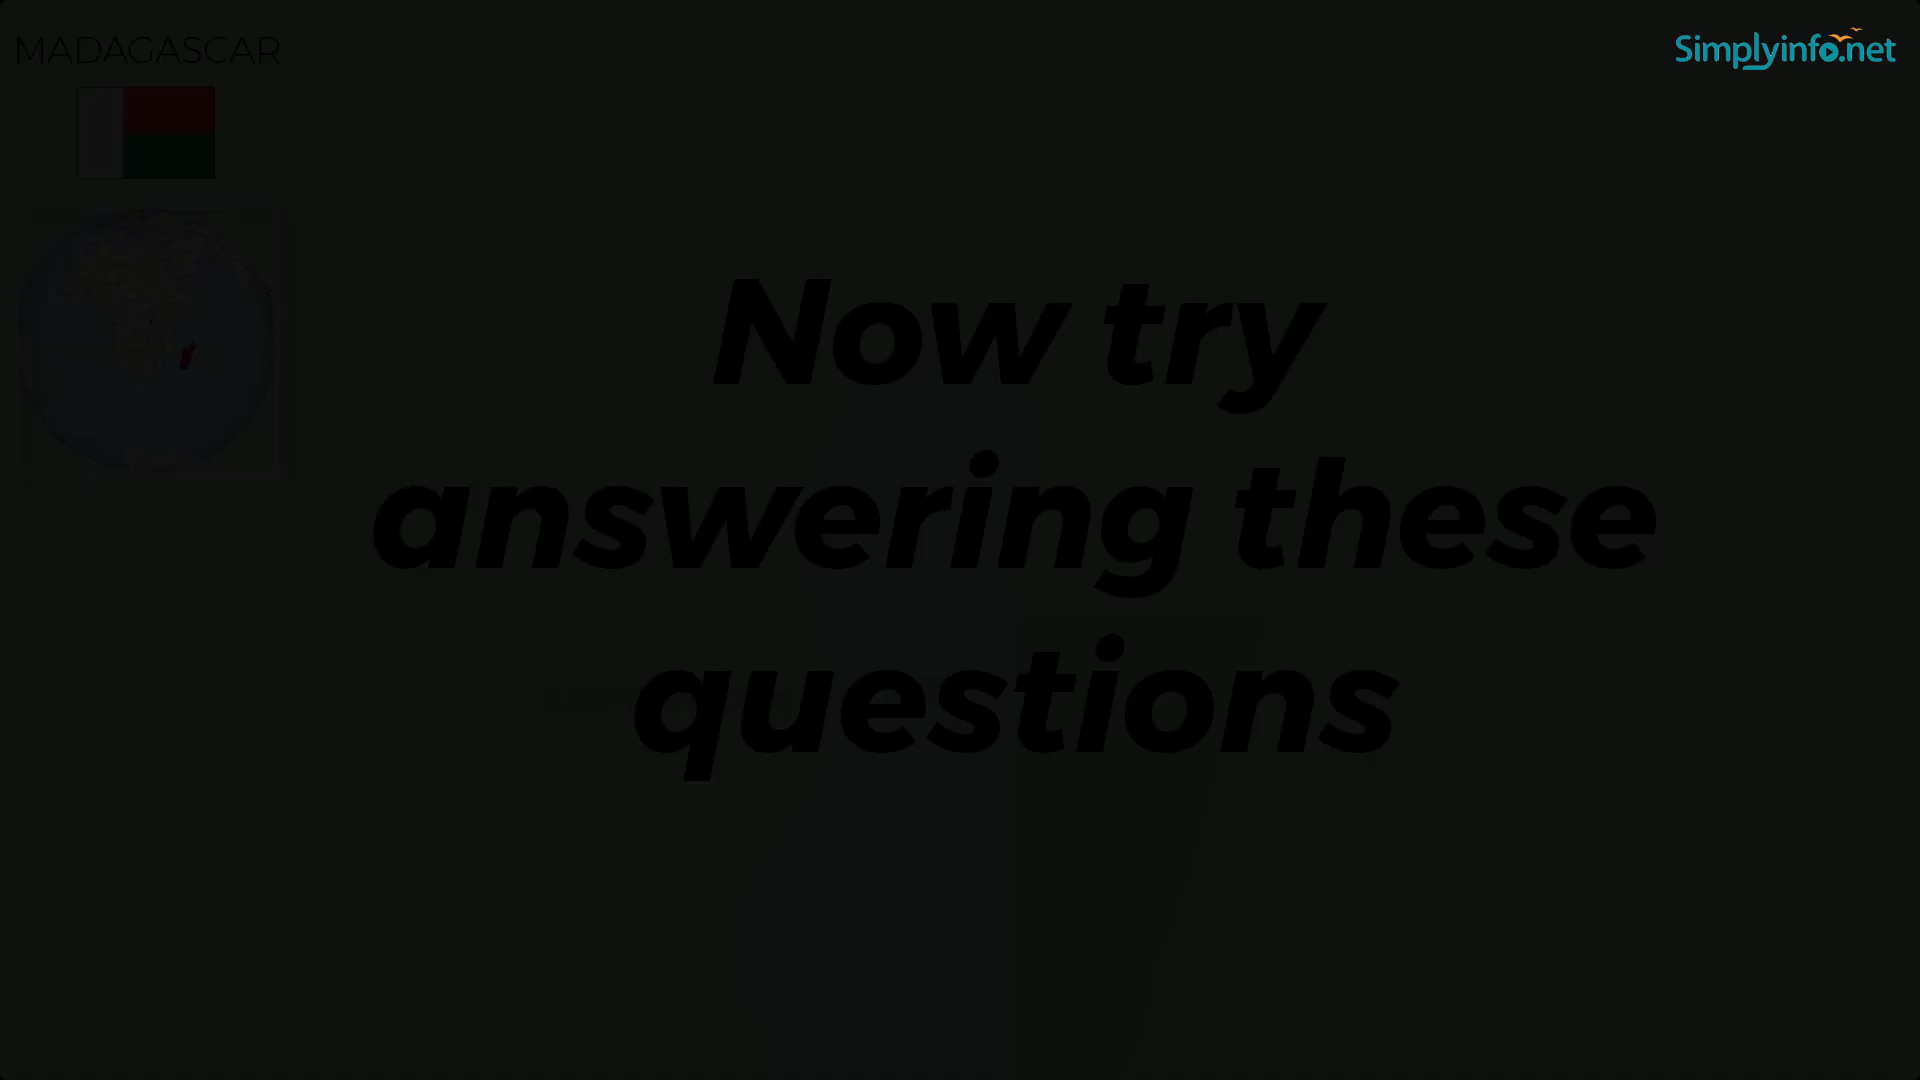 MADAGASCAR
Simplyinfo.net
Now try
answering these
questions